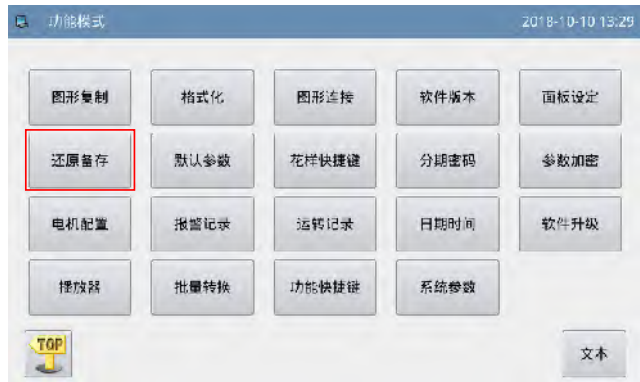 功能模式 2018-10-10 13:29
图形复制 格式化 图形连接 软件版本 面板设定
还原备存 默认参数 花样快捷键 分期密码 参数加密
电机配置 报警记录 运转记录 日期时间 软件升级
播放器 批量转换 功能快捷键 系统参数
TOP 文本